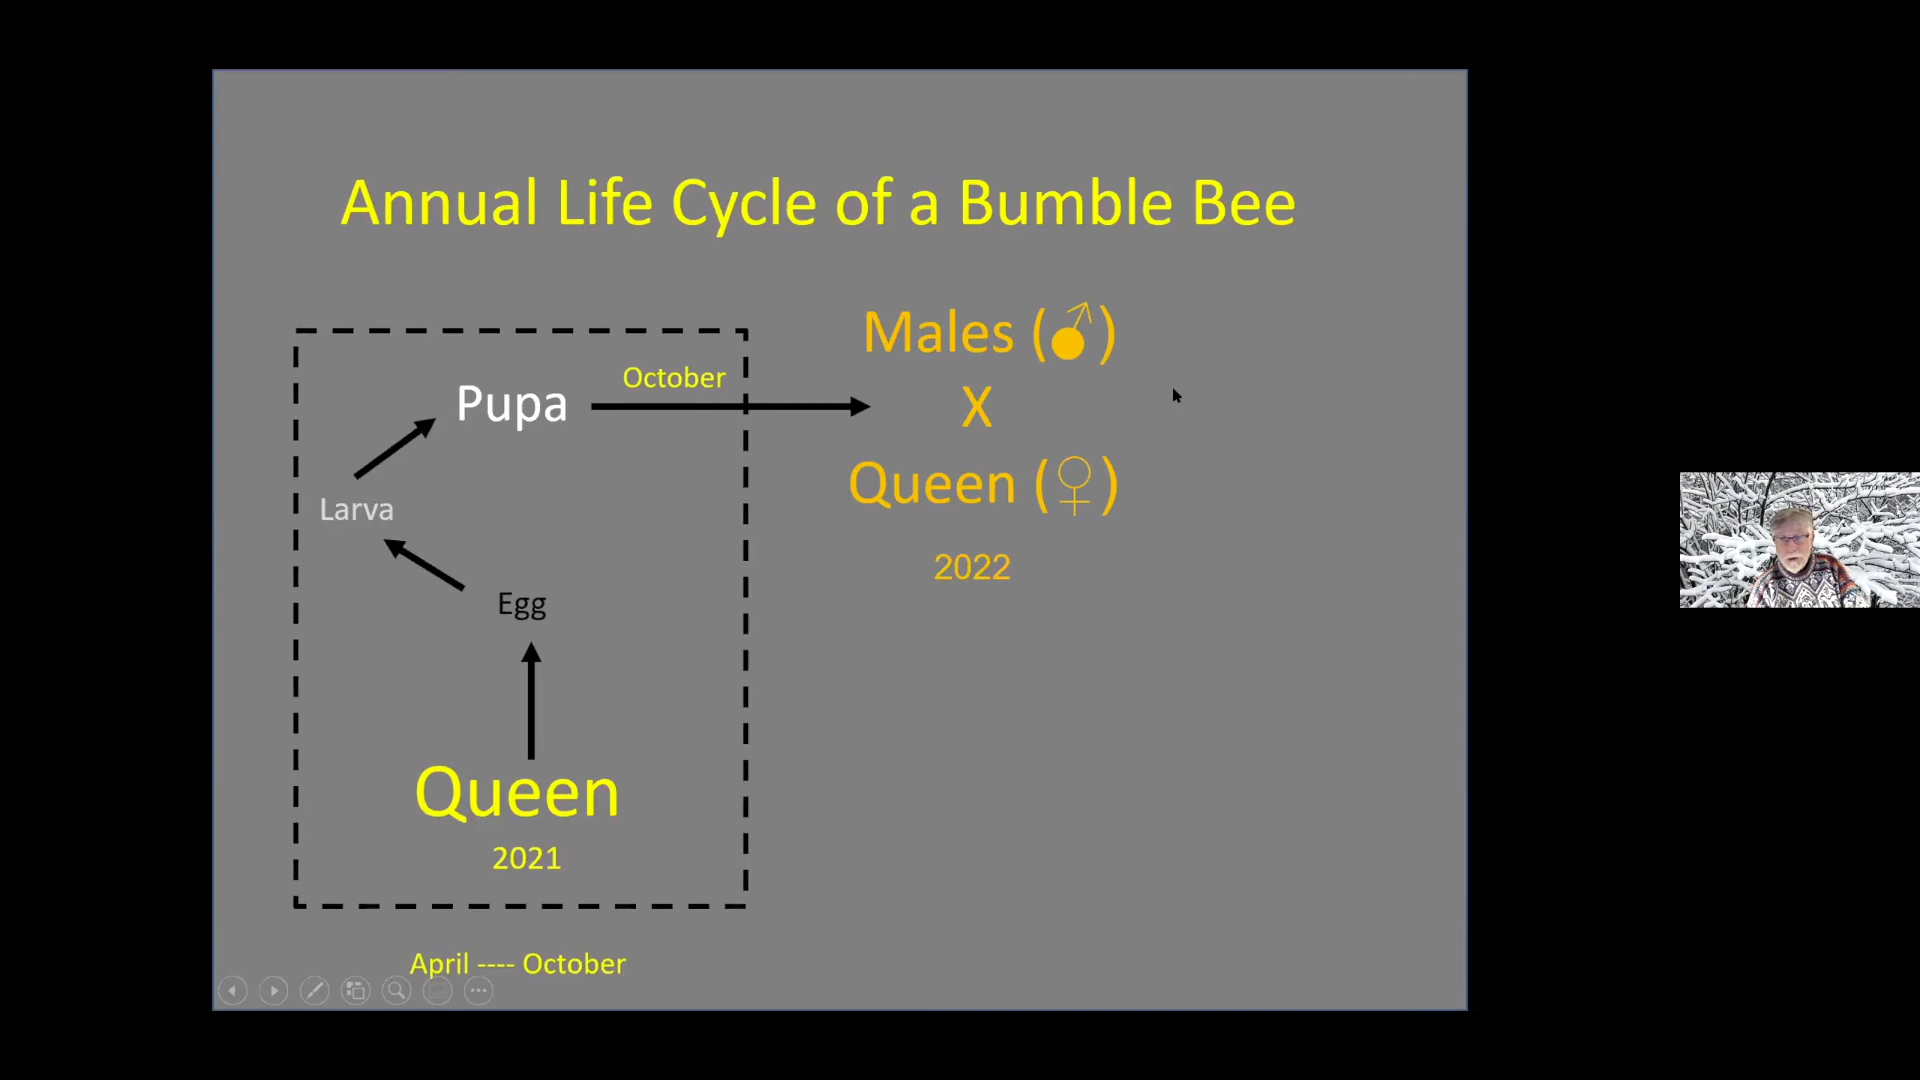 Annual Life Cycle of a Bumble Bee
Males (♂)
October
Pupa
X
Queen (♀)
Larva
2022
Egg
Queen
2021
April ---- October